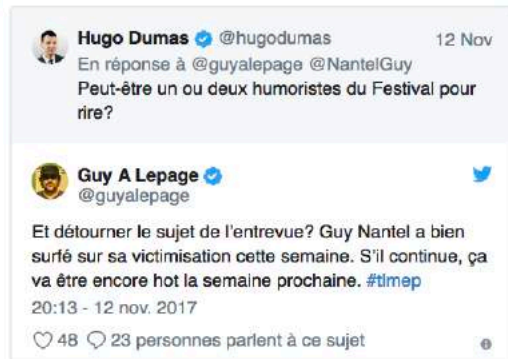 Hugo Dumas @hugodumas 12 Nov
En réponse à @guyalepage @NantelGuy
Peut-être un ou deux humoristes du Festival pour
rire?
Guy A Lepage
@guyalepage
Et détourner le sujet de l'entrevue? Guy Nantel a bien
surfé sur sa victimisation cette semaine. S'il continue, ça
va être encore hot la semaine prochaine. #tlmep
20:13 - 12 nov. 2017
48 23 personnes parlent à ce sujet